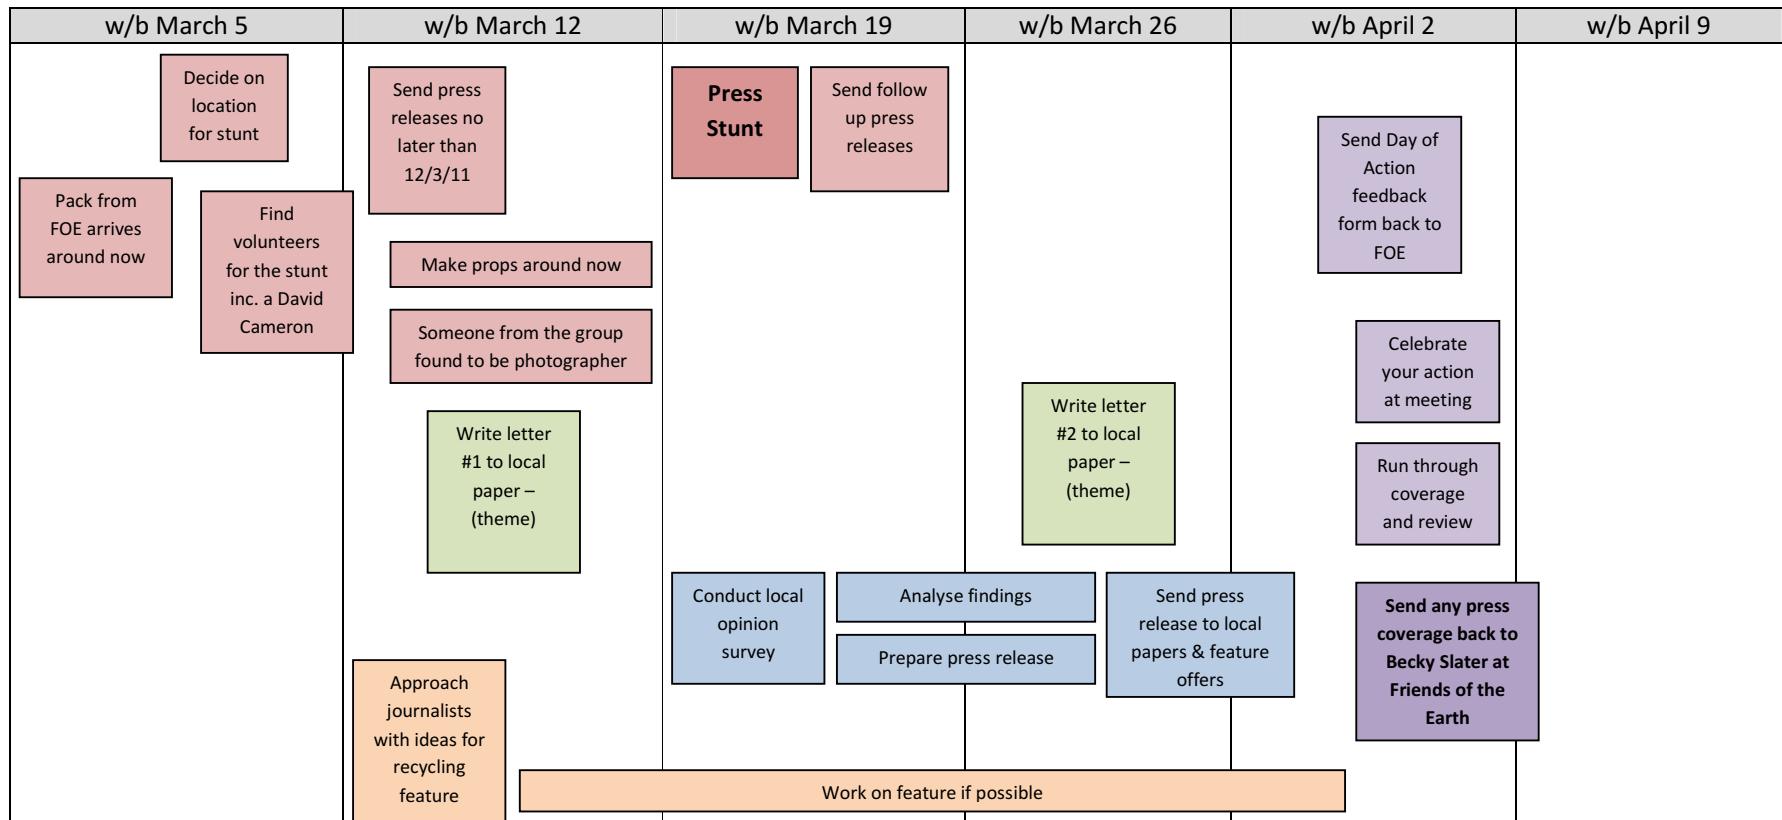 w/b March 5
w/b March 12
w/b March 19
w/b March 26
w/b April 2
w/b April 9
Decide on
location
for stunt
Pack from
FOE arrives
around now
Find
volunteers
for the stunt
inc. a David
Cameron
Send press
releases no
later than
12/3/11
Make props around now
Someone from the group
found to be photographer
Write letter
#1 to local
paper –
(theme)
Approach
journalists
with ideas for
recycling
feature
Press
Stunt
Send follow
up press
releases
Conduct local
opinion
survey
Analyse findings
Prepare press release
Write letter
#2 to local
paper –
(theme)
Send press
release to local
papers & feature
offers
Work on feature if possible
Send Day of
Action
feedback
form back to
FOE
Celebrate
your action
at meeting
Run through
coverage
and review
Send any press
coverage back to
Becky Slater at
Friends of the
Earth